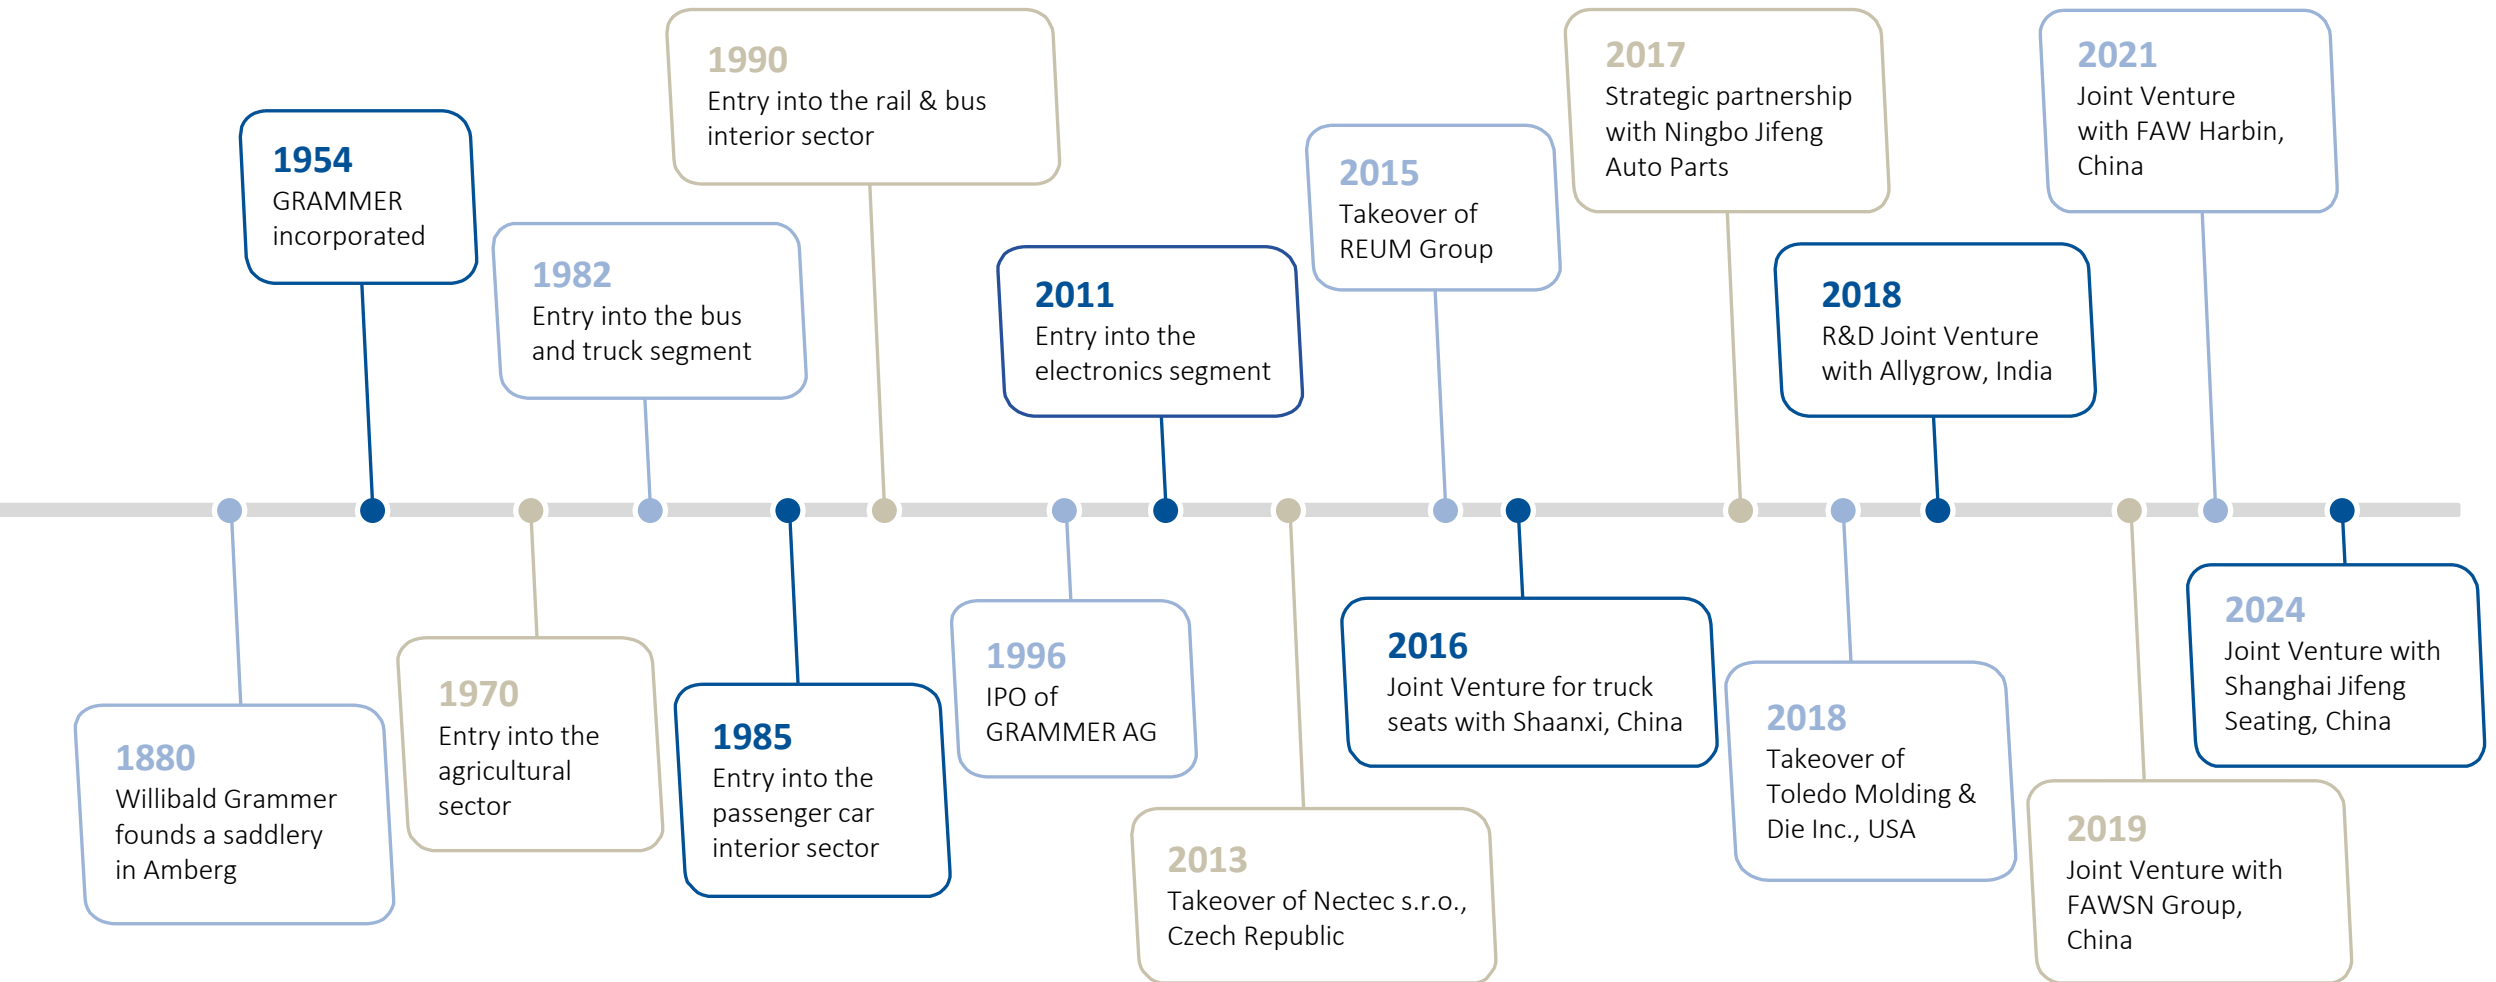 1880
Willibald Grammer
founds a saddlery
in Amberg
1954
GRAMMER
incorporated
1970
Entry into the
agricultural
sector
1982
Entry into the bus
and truck segment
1985
Entry into the
passenger car
interior sector
1990
Entry into the rail & bus
interior sector
1996
IPO of
GRAMMER AG
2011
Entry into the
electronics segment
2013
Takeover of Nectec s.r.o.,
Czech Republic
2015
Takeover of
REUM Group
2016
Joint Venture for truck
seats with Shaanxi, China
2017
Strategic partnership
with Ningbo Jifeng
Auto Parts
2018
Takeover of
Toledo Molding &
Die Inc., USA
2018
R&D Joint Venture
with Allygrow, India
2019
Joint Venture with
FAWSN Group,
China
2021
Joint Venture
with FAW Harbin,
China
2024
Joint Venture with
Shanghai Jifeng
Seating, China